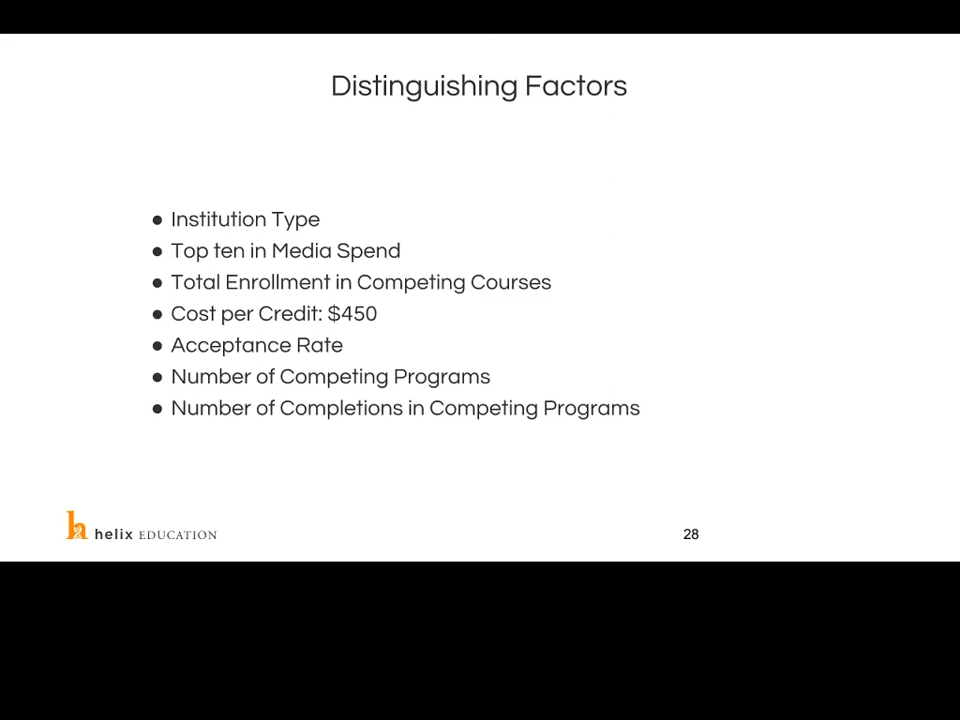 Distinguishing Factors
● Institution Type
● Top ten in Media Spend
● Total Enrollment in Competing Courses
● Cost per Credit: $450
● Acceptance Rate
● Number of Competing Programs
● Number of Completions in Competing Programs
h helix EDUCATION
28